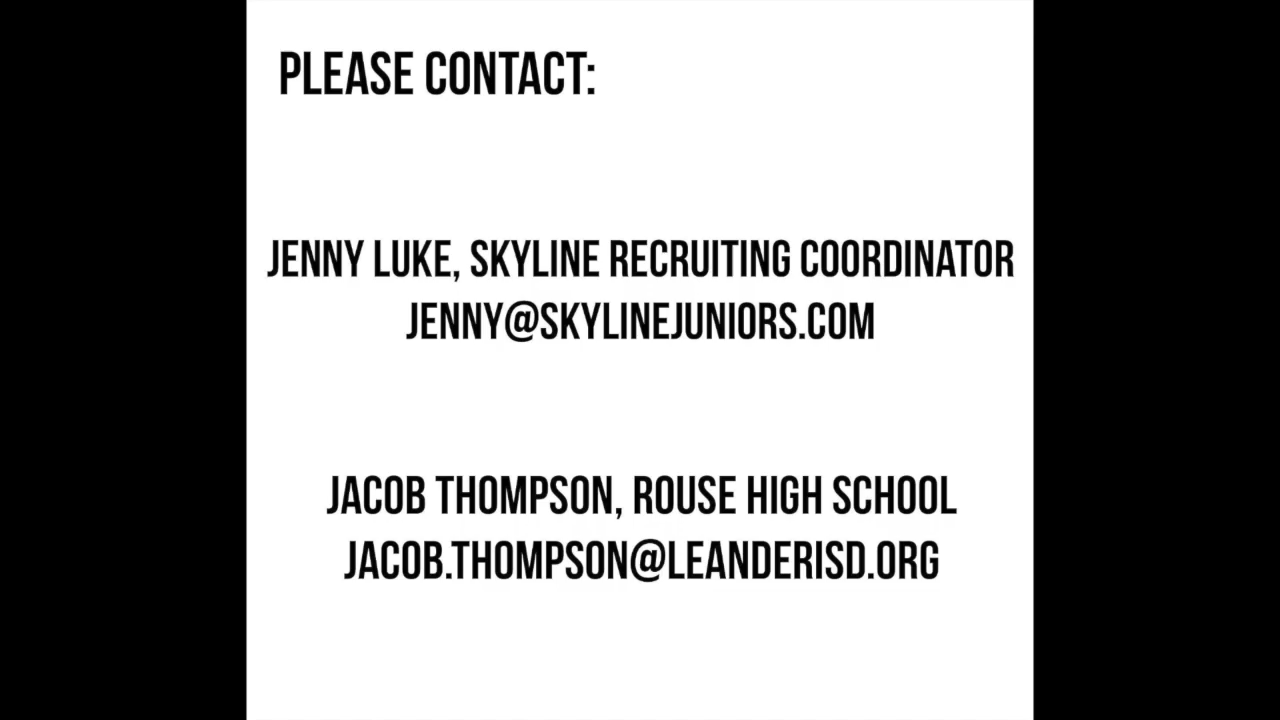 PLEASE CONTACT:
JENNY LUKE, SKYLINE RECRUITING COORDINATOR
JENNY@SKYLINEJUNIORS.COM
JACOB THOMPSON, ROUSE HIGH SCHOOL
JACOB.THOMPSON@LEANDERISD.ORG